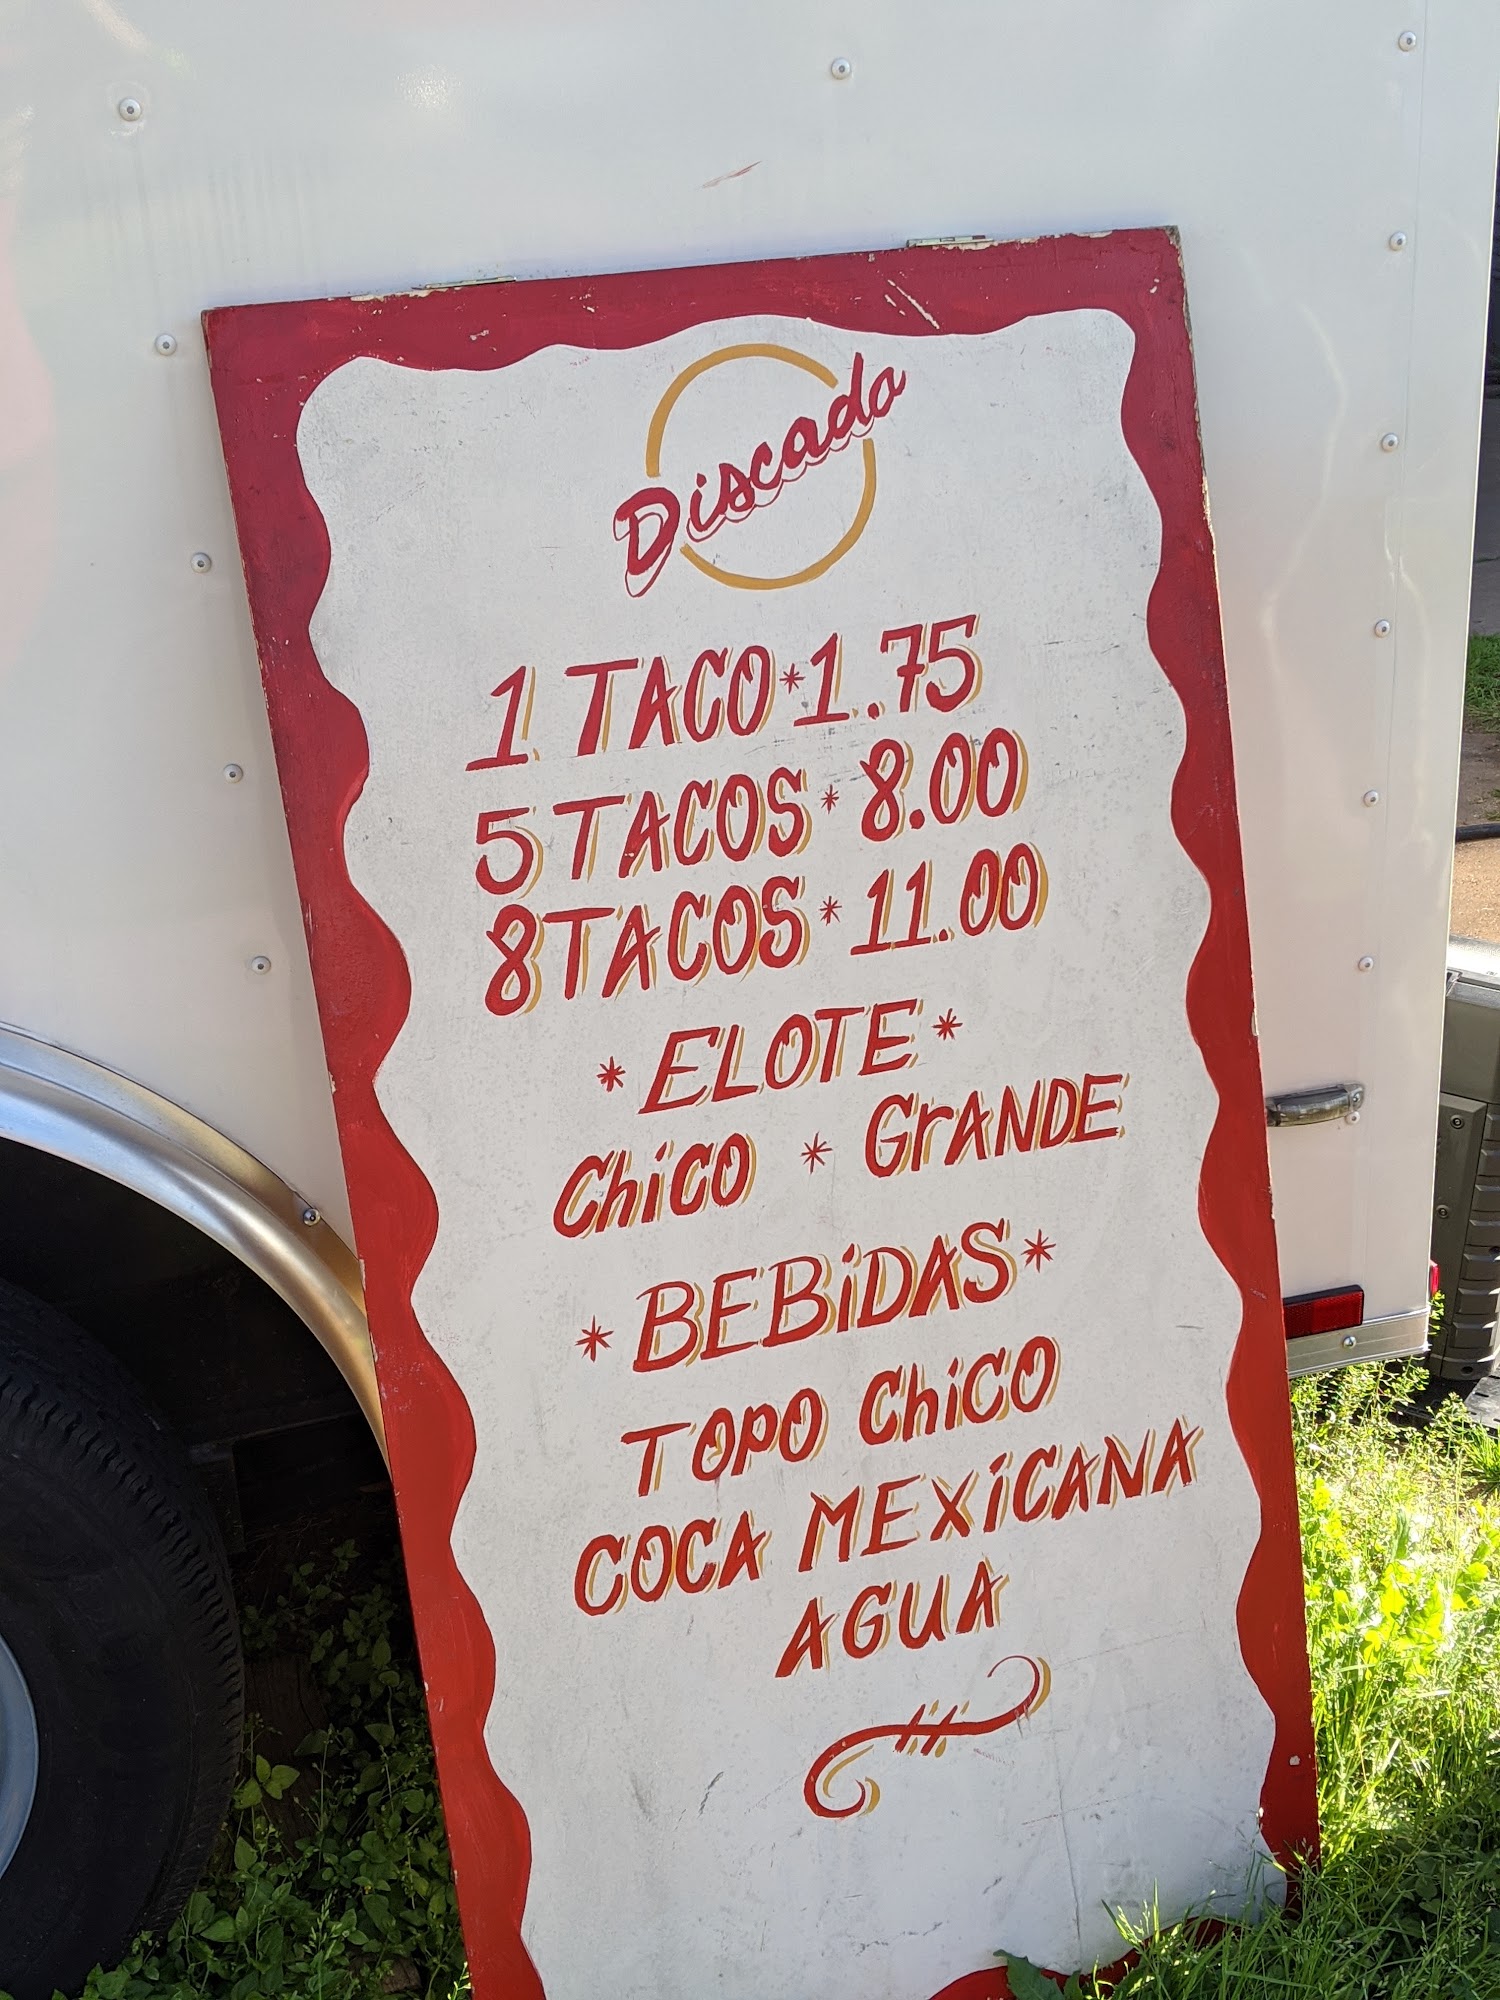 Discada
1 TACO * 1.75
5 TACOS * 8.00
8 TACOS * 11.00
* ELOTE *
Chico * GrANDE
* BEBiDAS *
TOPO ChiCO
COCA MEXiCANA
AGUA